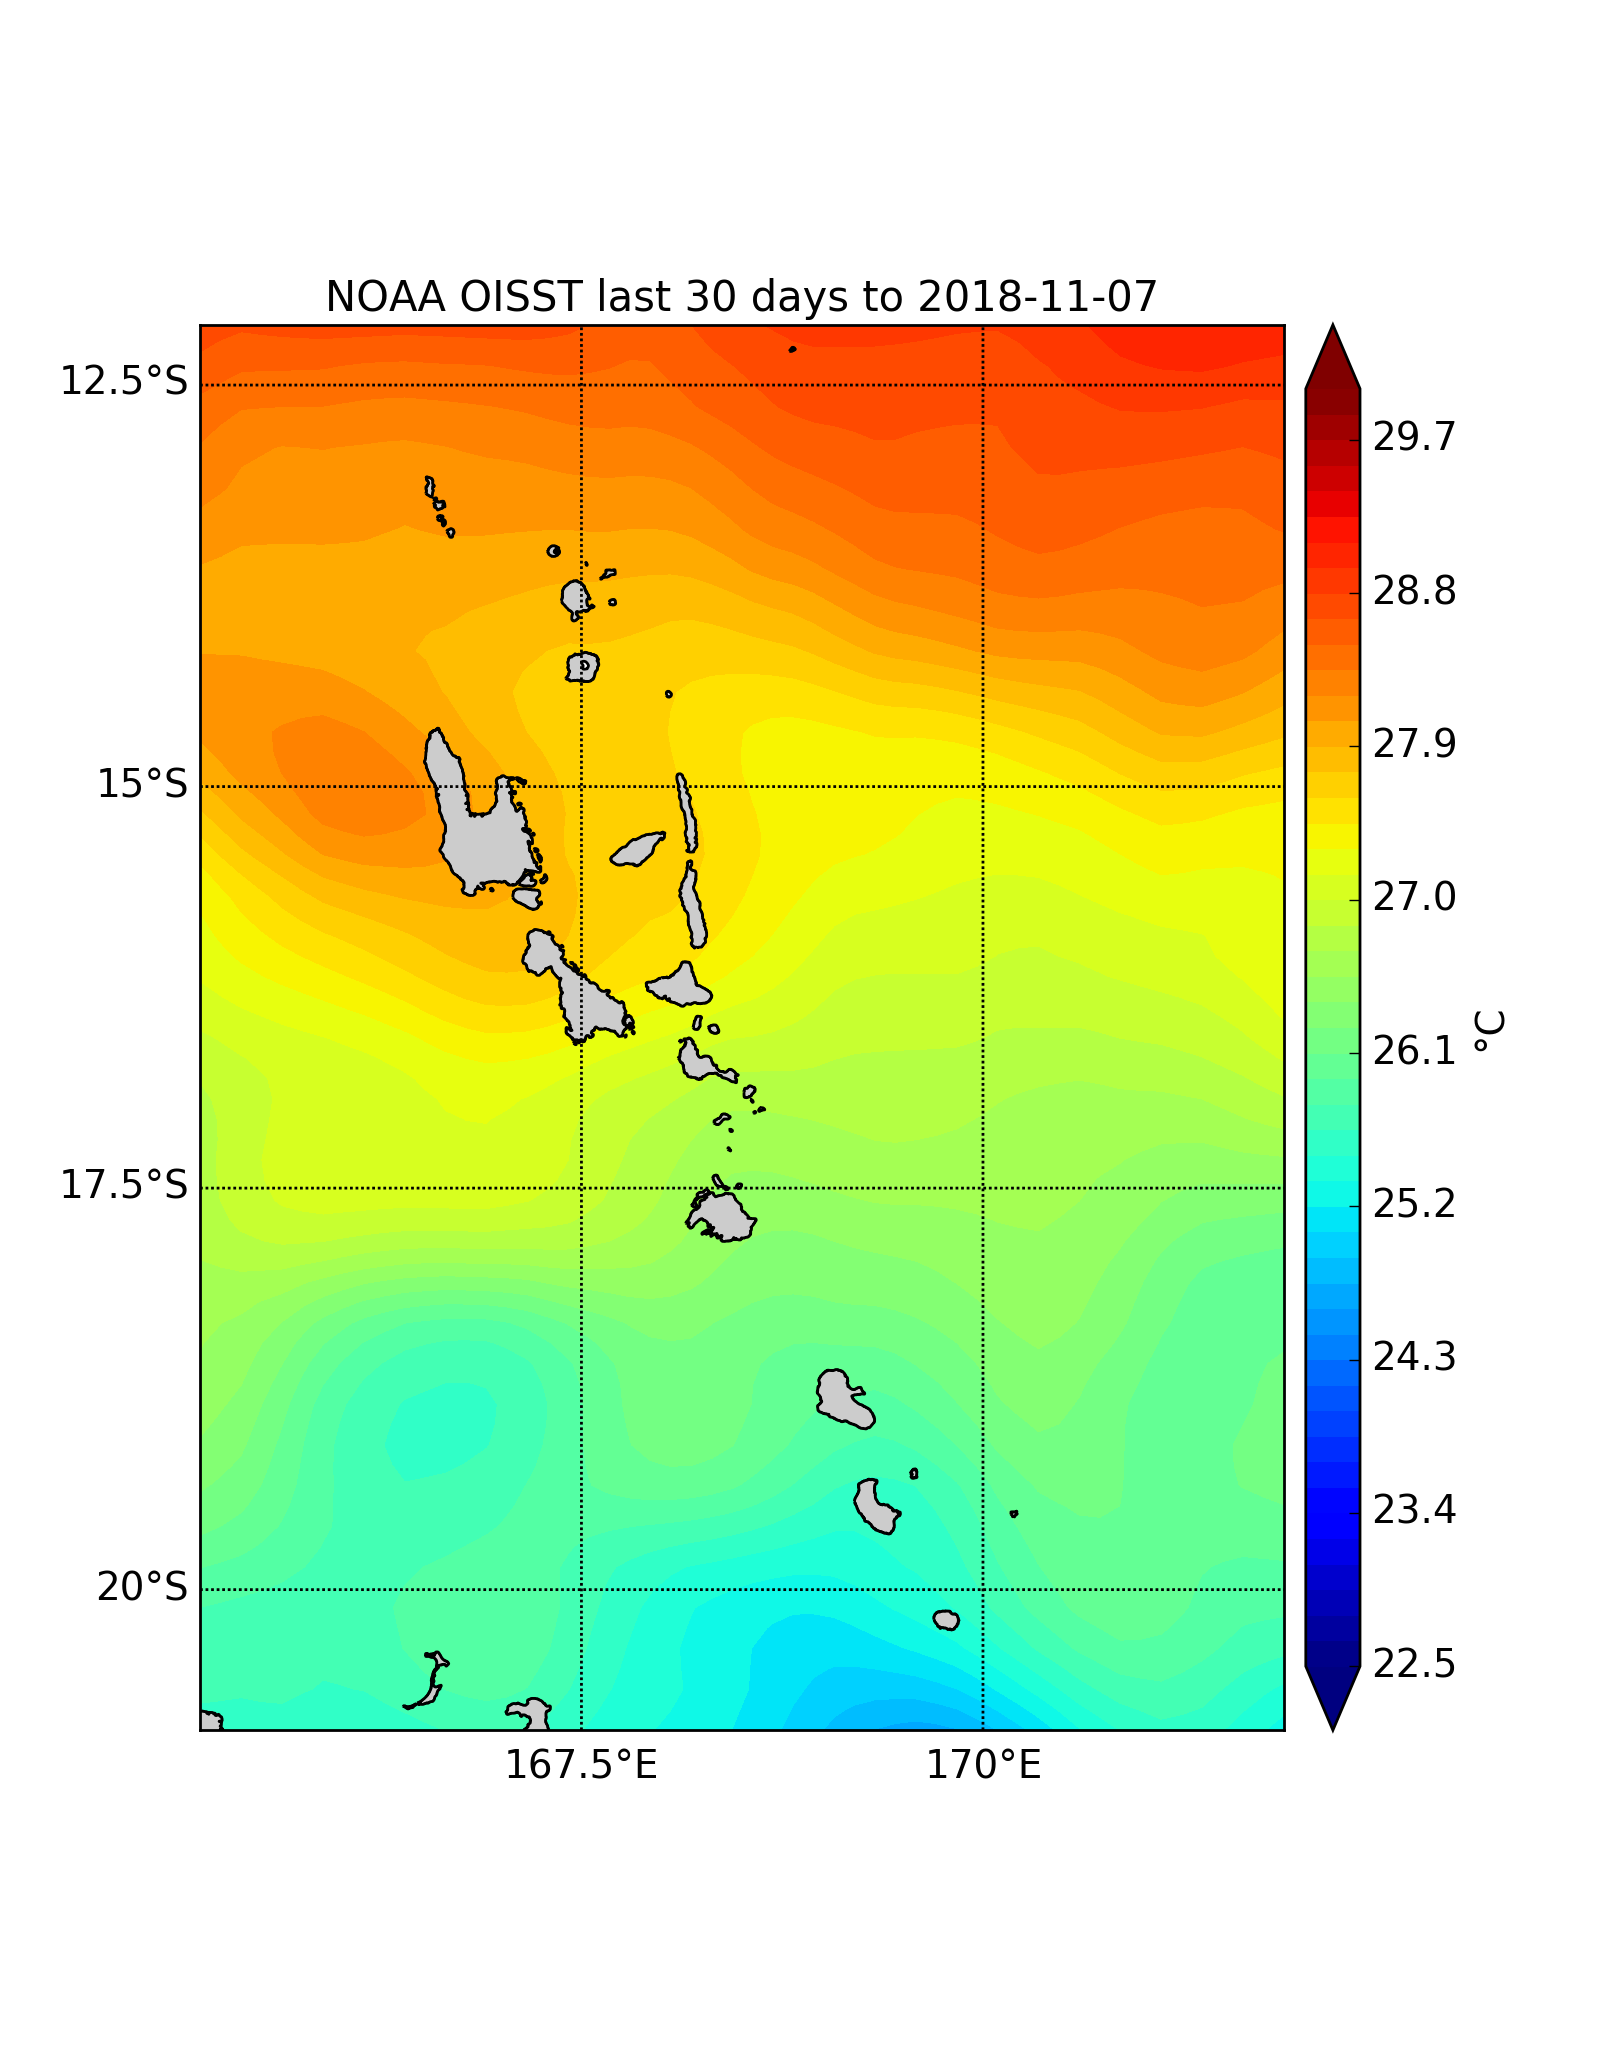 NOAA OISST last 30 days to 2018-11-07
12.5°S
15°S
17.5°S
20°S
167.5°E
170°E
29.7
28.8
27.9
27.0
26.1
25.2
24.3
23.4
22.5
°C